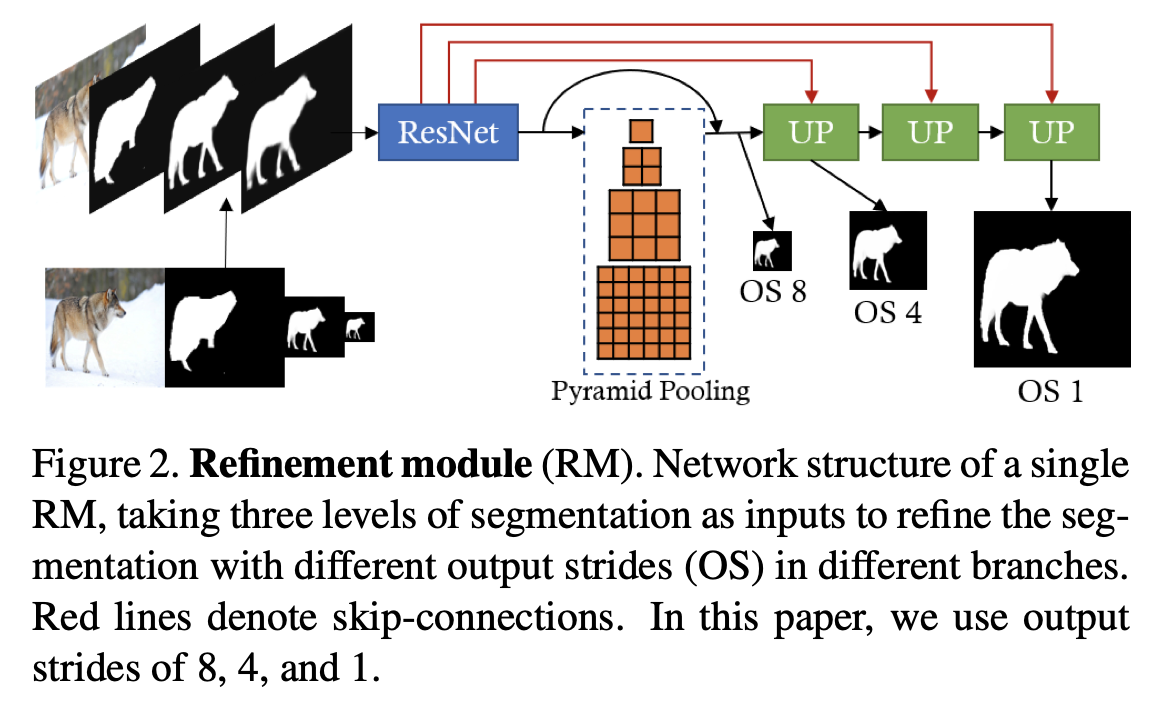 ResNet
UP
UP
UP
OS 8
OS 4
OS 1
Pyramid Pooling
Figure 2. Refinement module (RM). Network structure of a single
RM, taking three levels of segmentation as inputs to refine the seg-
mentation with different output strides (OS) in different branches.
Red lines denote skip-connections. In this paper, we use output
strides of 8, 4, and 1.